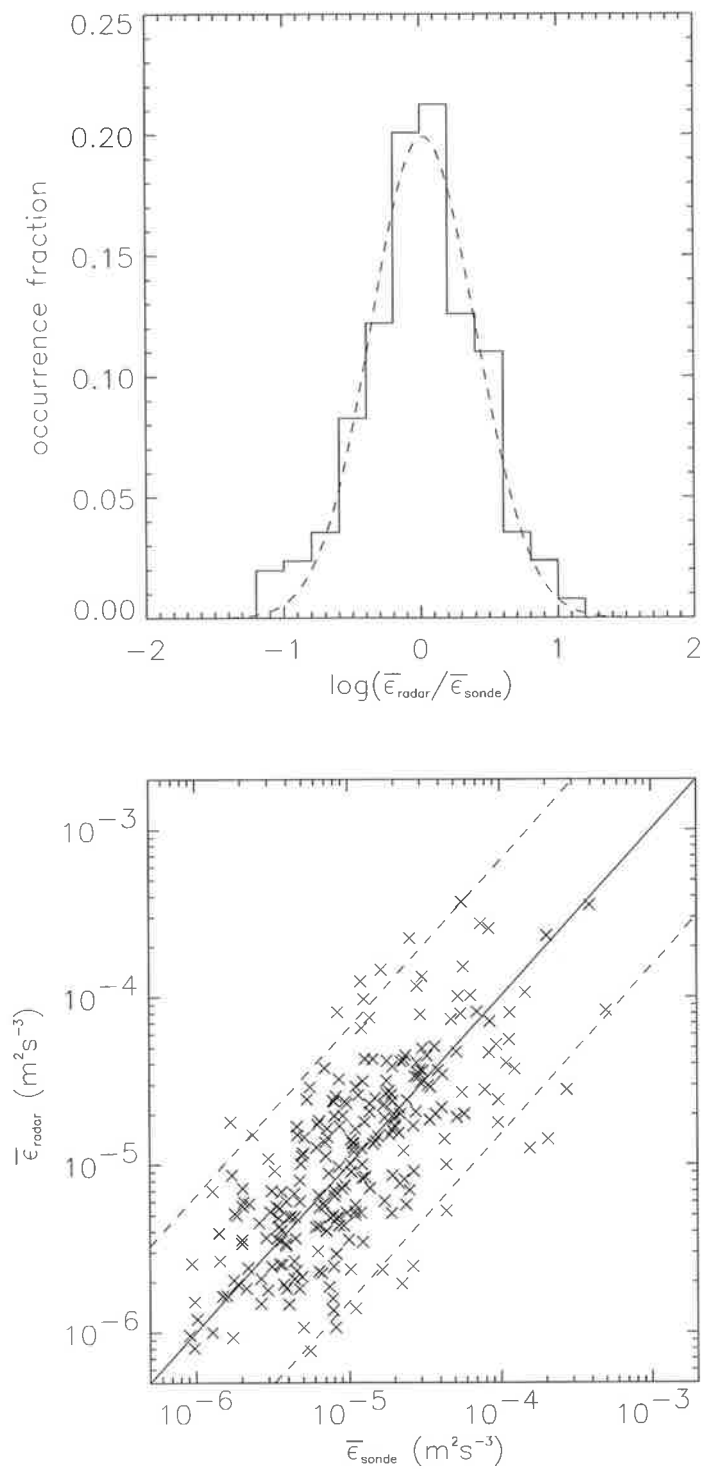 0.25
0.20
0.15
0.10
0.05
0.00
occurrence fraction
−2 −1 0 1 2
log(ε̅radar/ε̅sonde)
10⁻³
10⁻⁴
10⁻⁵
10⁻⁶
ε̅radar (m²s⁻³)
10⁻⁶ 10⁻⁵ 10⁻⁴ 10⁻³
ε̅sonde (m²s⁻³)